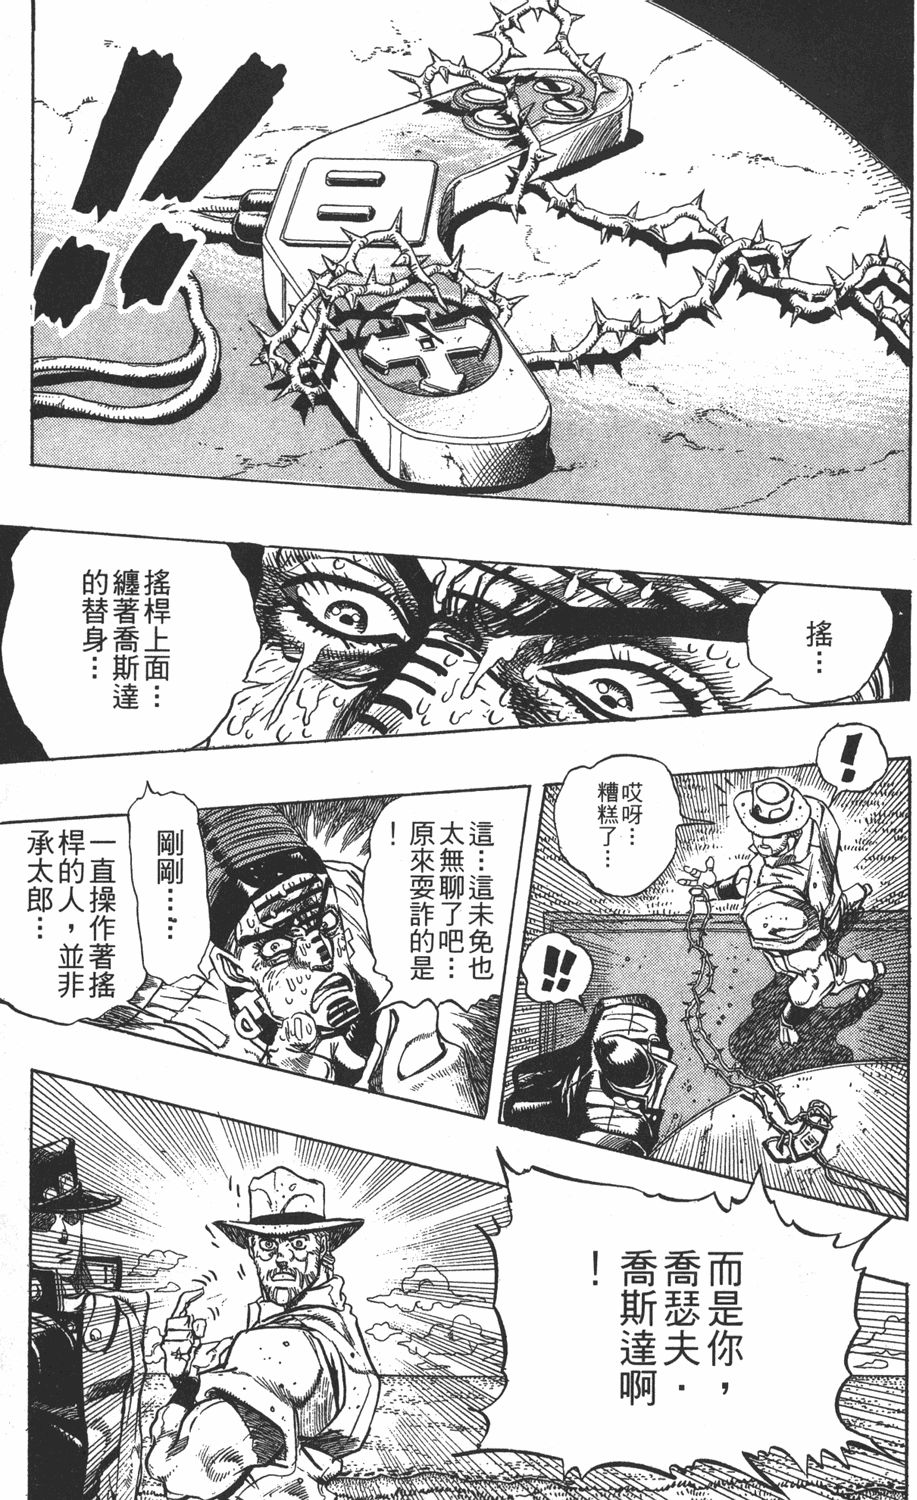 !!
搖…
搖桿上面…
纏著喬斯達
的替身…
!
哎呀…
糟糕了…
!!
這…這未免也
太無聊了吧…
原來耍詐的是
!
剛剛……
一直操作著搖
桿的人，並非
承太郎…
而是你，
喬瑟夫·
喬斯達啊
!